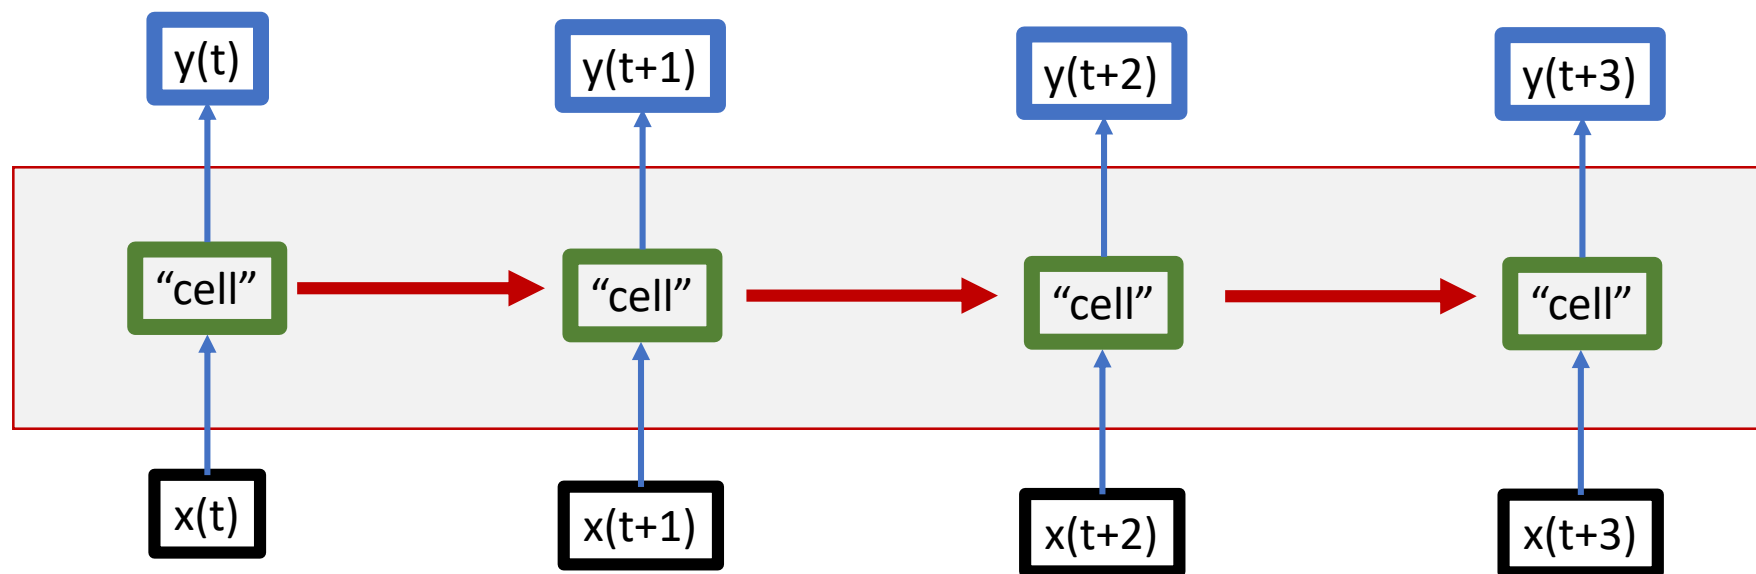 y(t)
y(t+1)
y(t+2)
y(t+3)
“cell”
“cell”
“cell”
“cell”
x(t)
x(t+1)
x(t+2)
x(t+3)